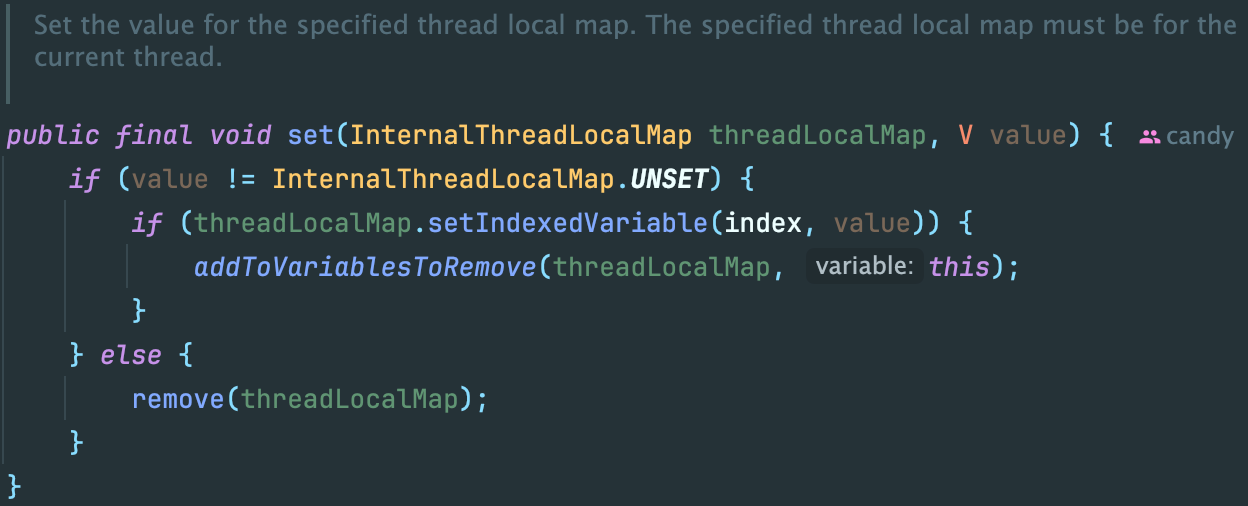 Set the value for the specified thread local map. The specified thread local map must be for the
current thread.
public final void set(InternalThreadLocalMap threadLocalMap, V value) { candy
if (value != InternalThreadLocalMap.UNSET) {
if (threadLocalMap.setIndexedVariable(index, value)) {
addToVariablesToRemove(threadLocalMap, variable: this);
}
} else {
remove(threadLocalMap);
}
}